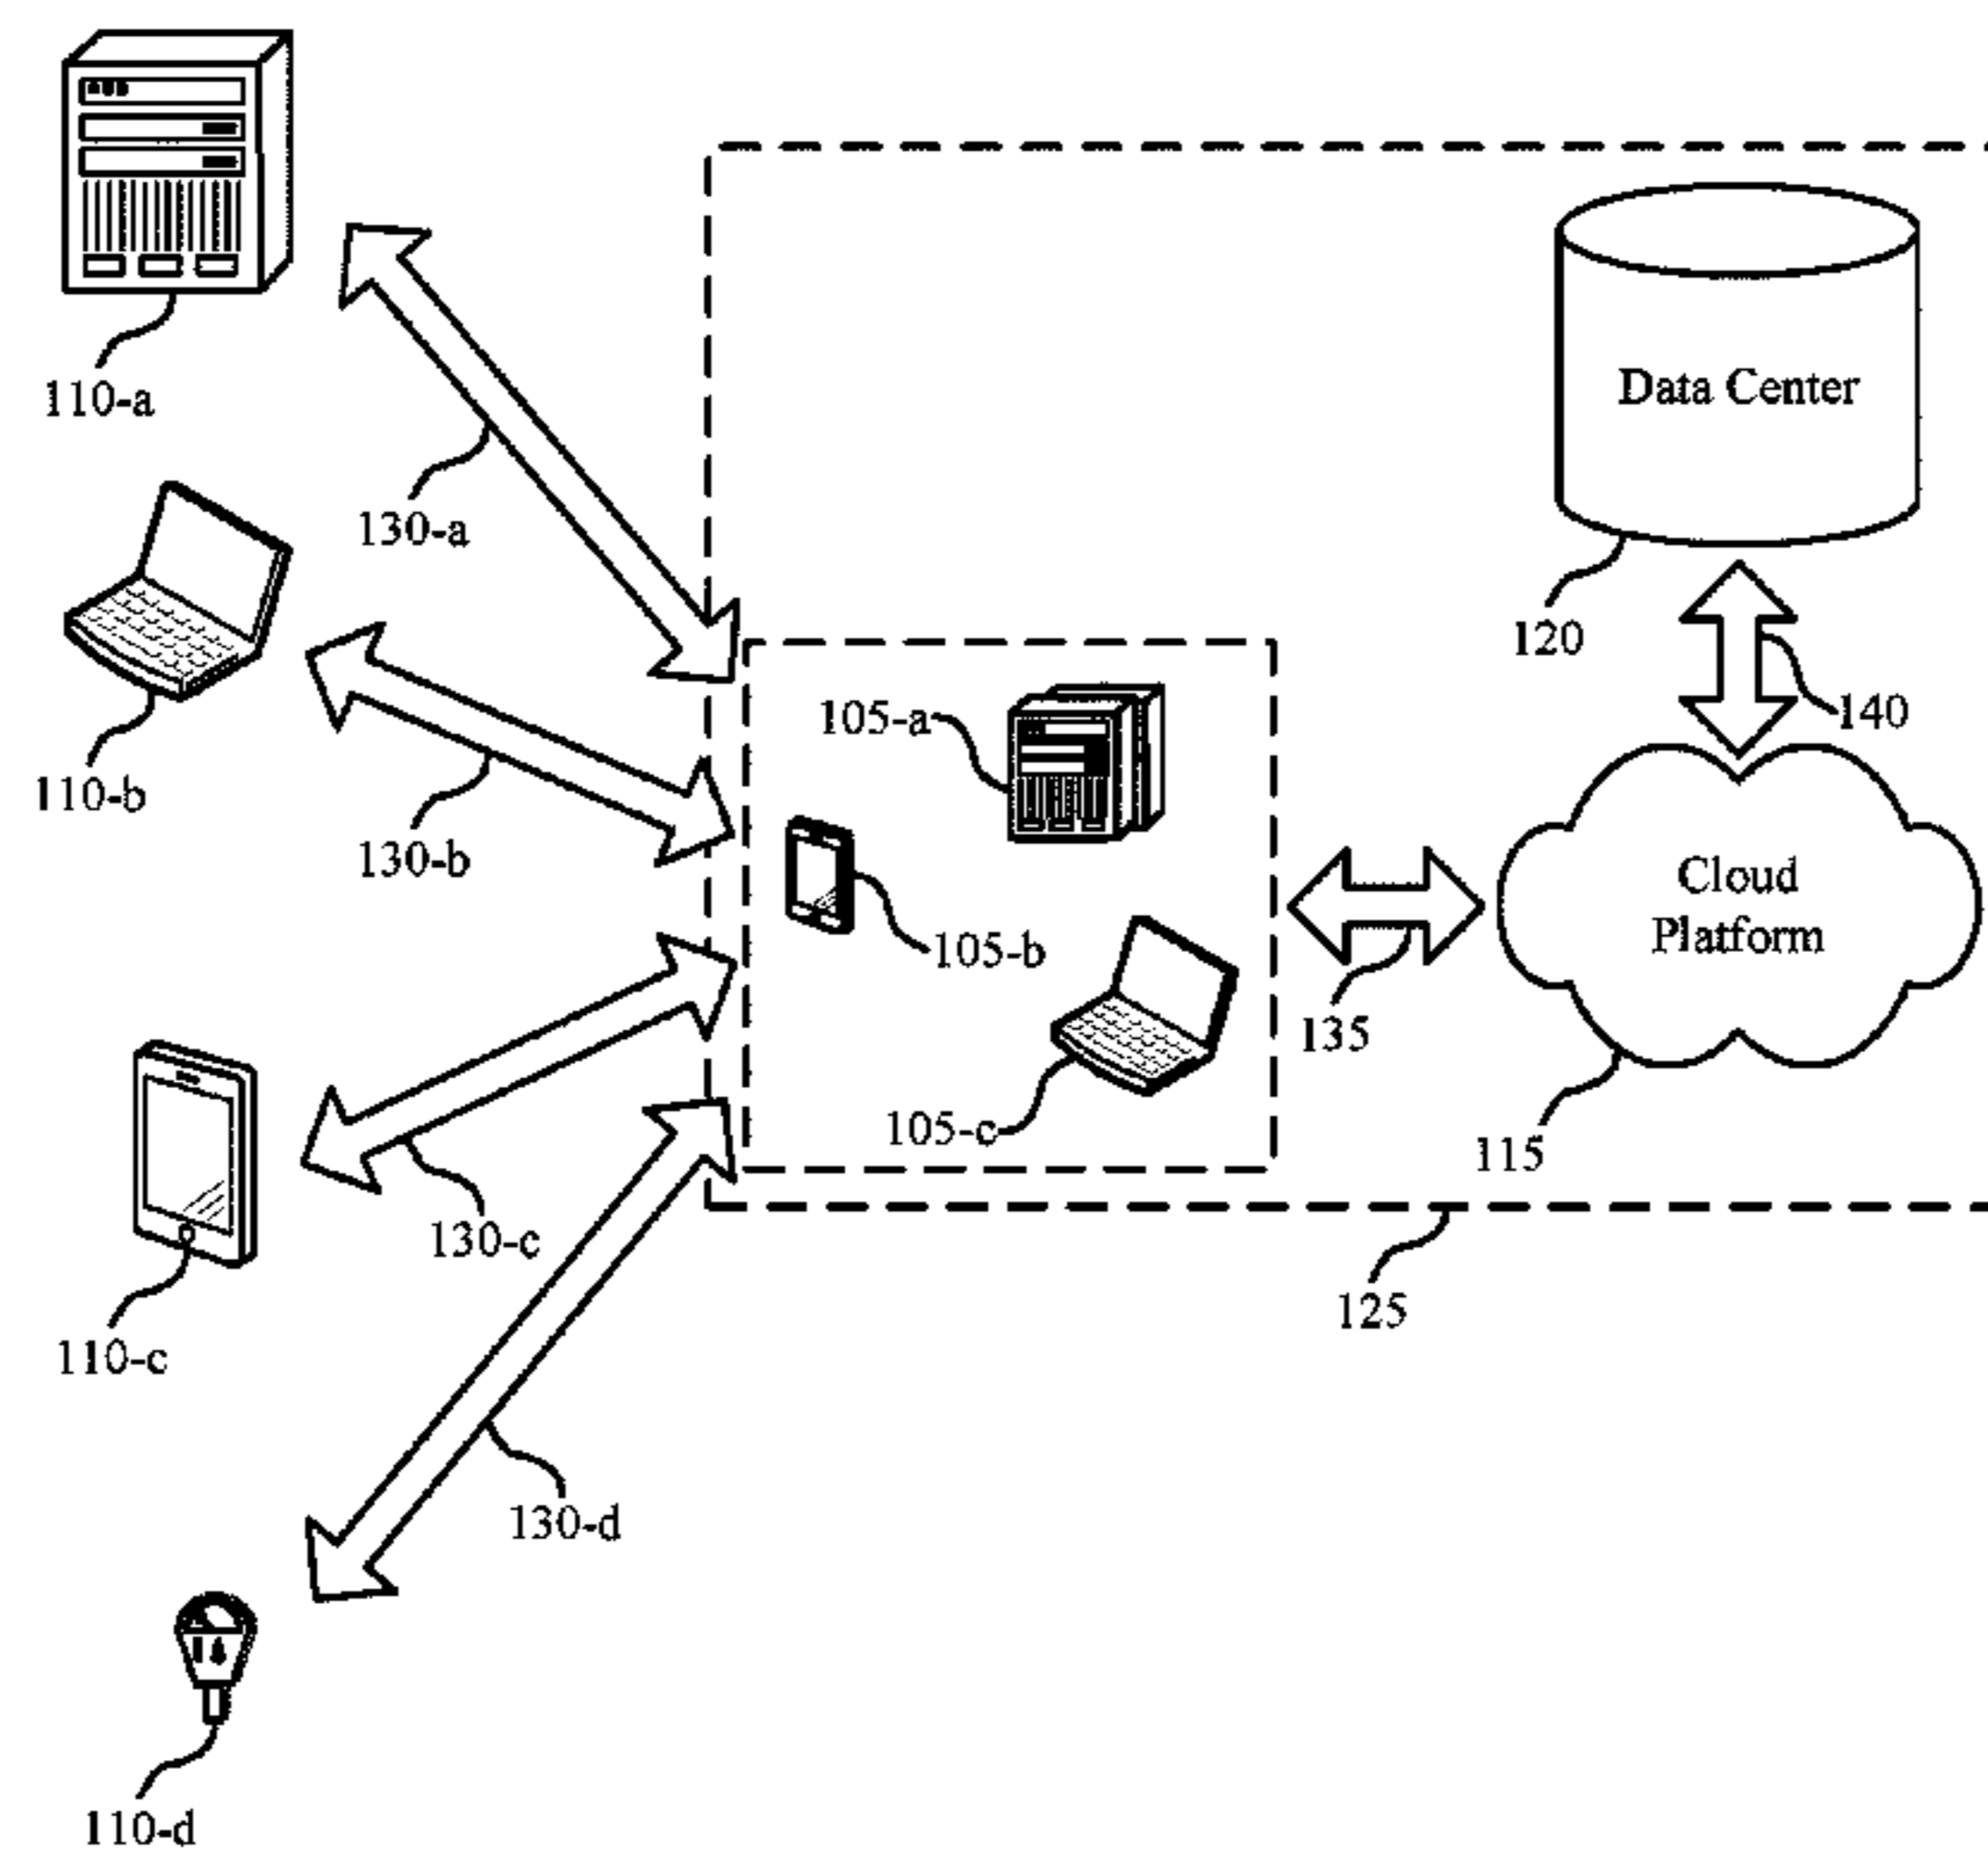 110-a
130-a
Data Center
120
140
110-b
130-b
105-a
105-b
105-c
135
Cloud
Platform
115
125
110-c
130-c
130-d
110-d